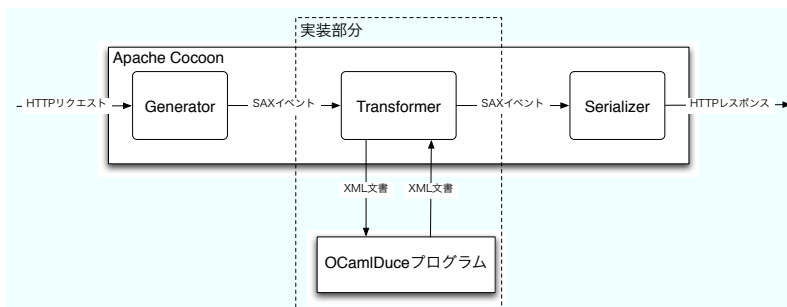 実装部分
Apache Cocoon
HTTPリクエスト
Generator
SAXイベント
Transformer
SAXイベント
Serializer
HTTPレスポンス
XML文書
XML文書
OCamlDuceプログラム